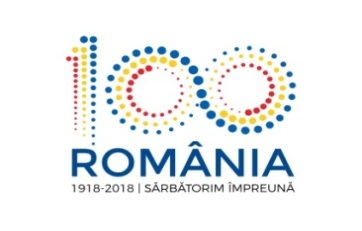 100
ROMÂNIA
1918-2018 | SĂRBĂTORIM ÎMPREUNĂ